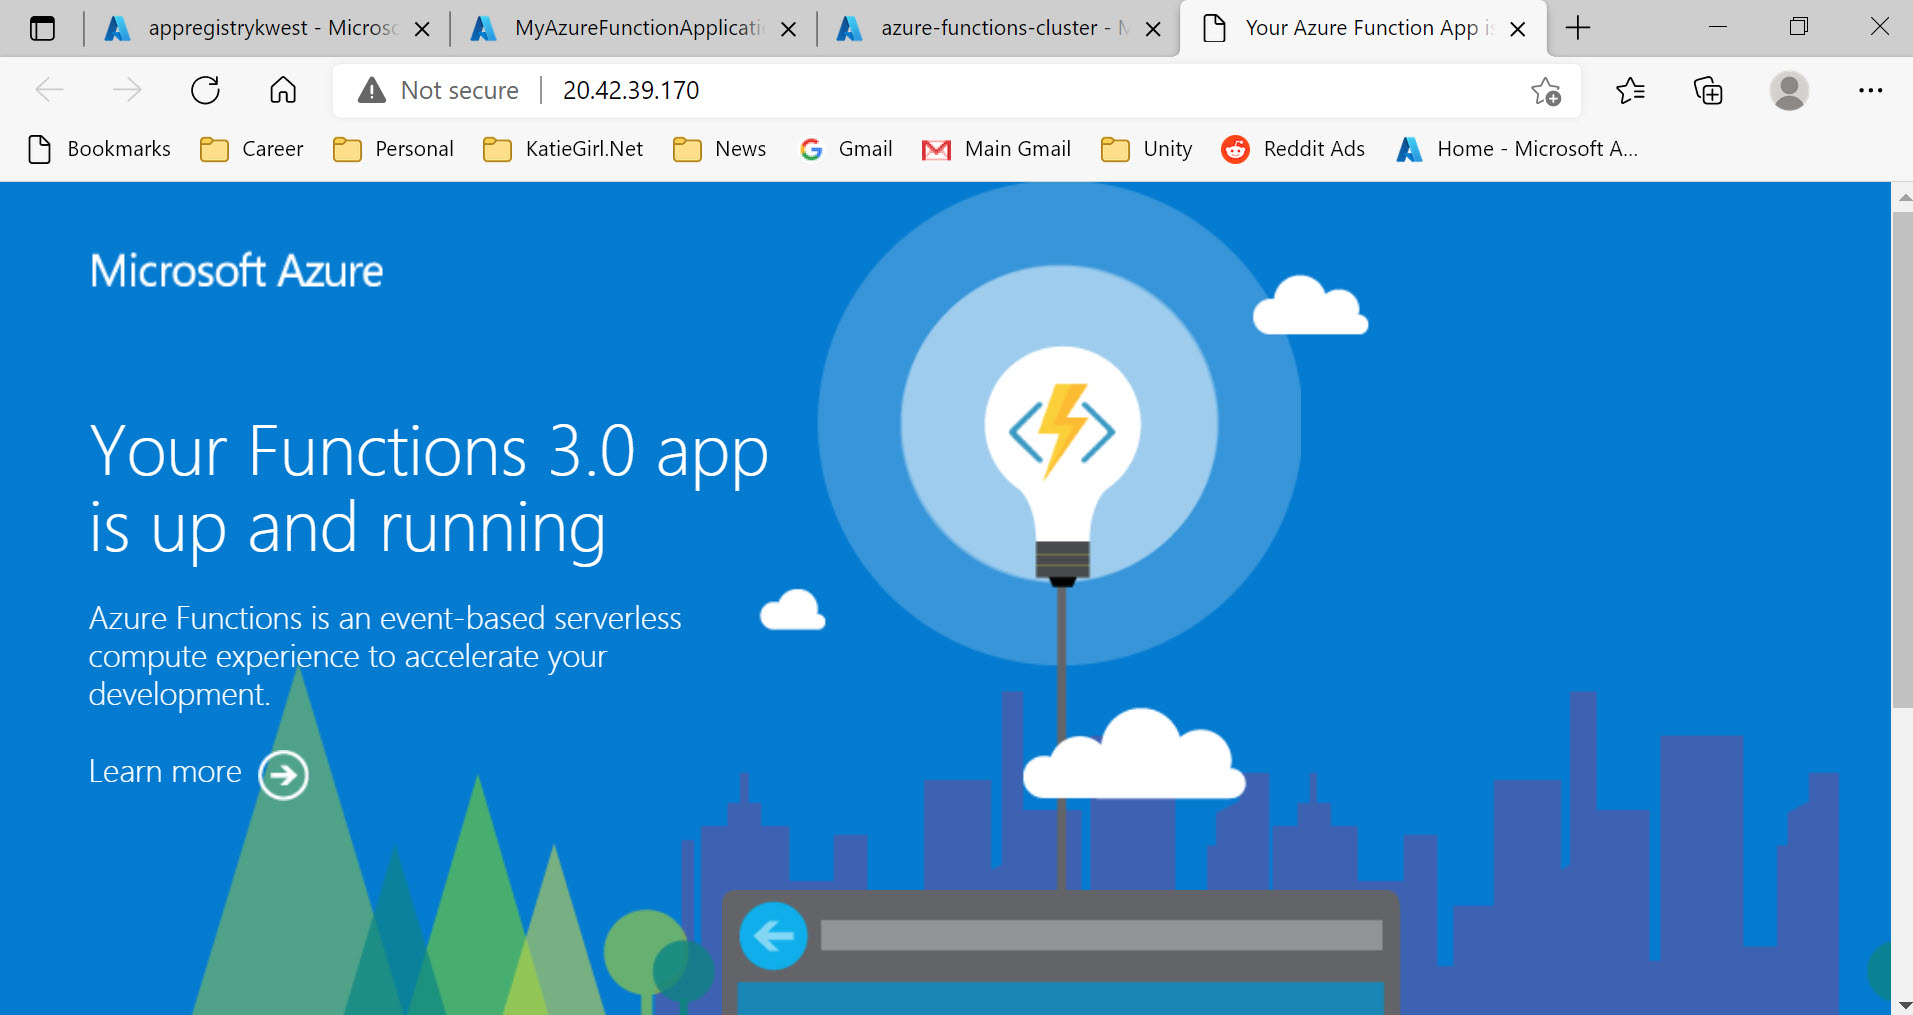 appregistrykwest - Microsc
MyAzureFunctionApplicati
azure-functions-cluster - M
Your Azure Function App is
Not secure
20.42.39.170
Bookmarks
Career
Personal
KatieGirl.Net
News
Gmail
Main Gmail
Unity
Reddit Ads
Home - Microsoft A...
Microsoft Azure
Your Functions 3.0 app
is up and running
Azure Functions is an event-based serverless
compute experience to accelerate your
development.
Learn more